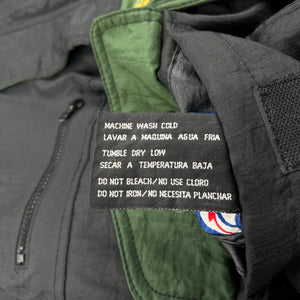 MACHINE WASH COLD
LAVAR A MAQUINA AGUA FRIA
TUMBLE DRY LOW
SECAR A TEMPERATURA BAJA
DO NOT BLEACH/NO USE CLORO
DO NOT IRON/NO NECESITA PLANCHAR